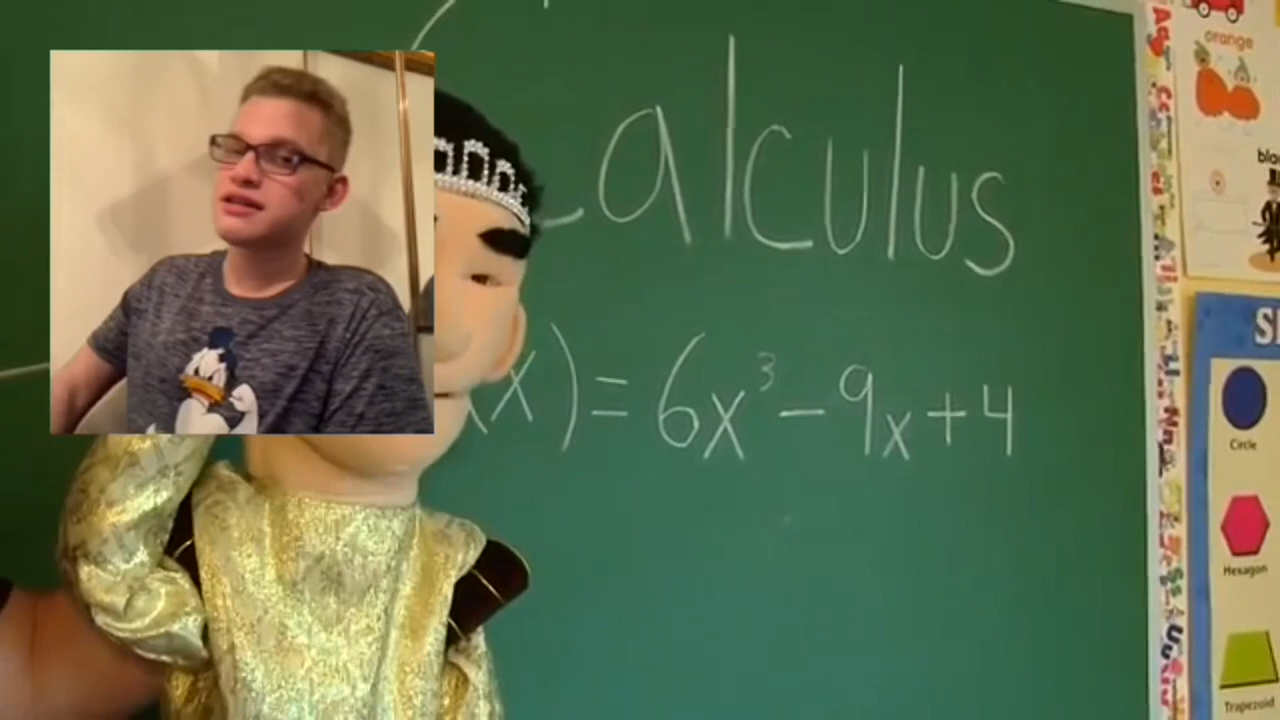 Calculus
(x) = 6x³ - 9x + 4
orange
Circle
Hexagon
Trapezoid